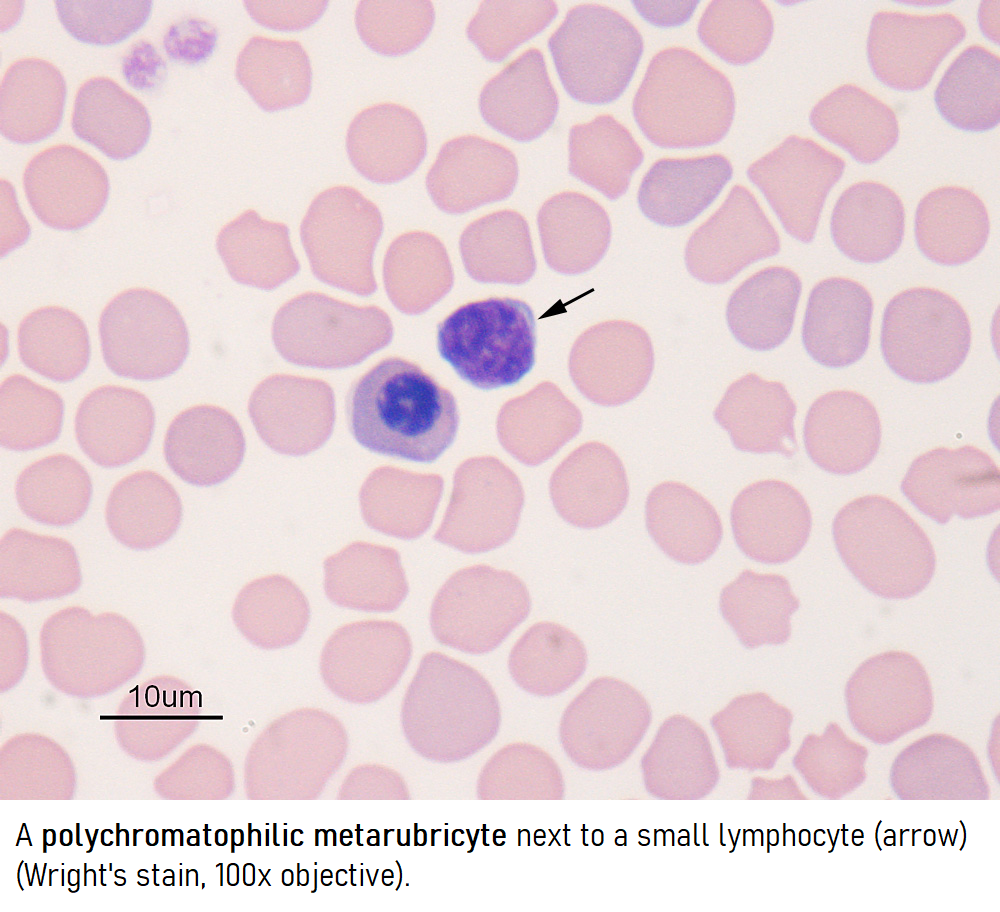 10um
A polychromatophilic metarubricyte next to a small lymphocyte (arrow)
(Wright's stain, 100x objective).